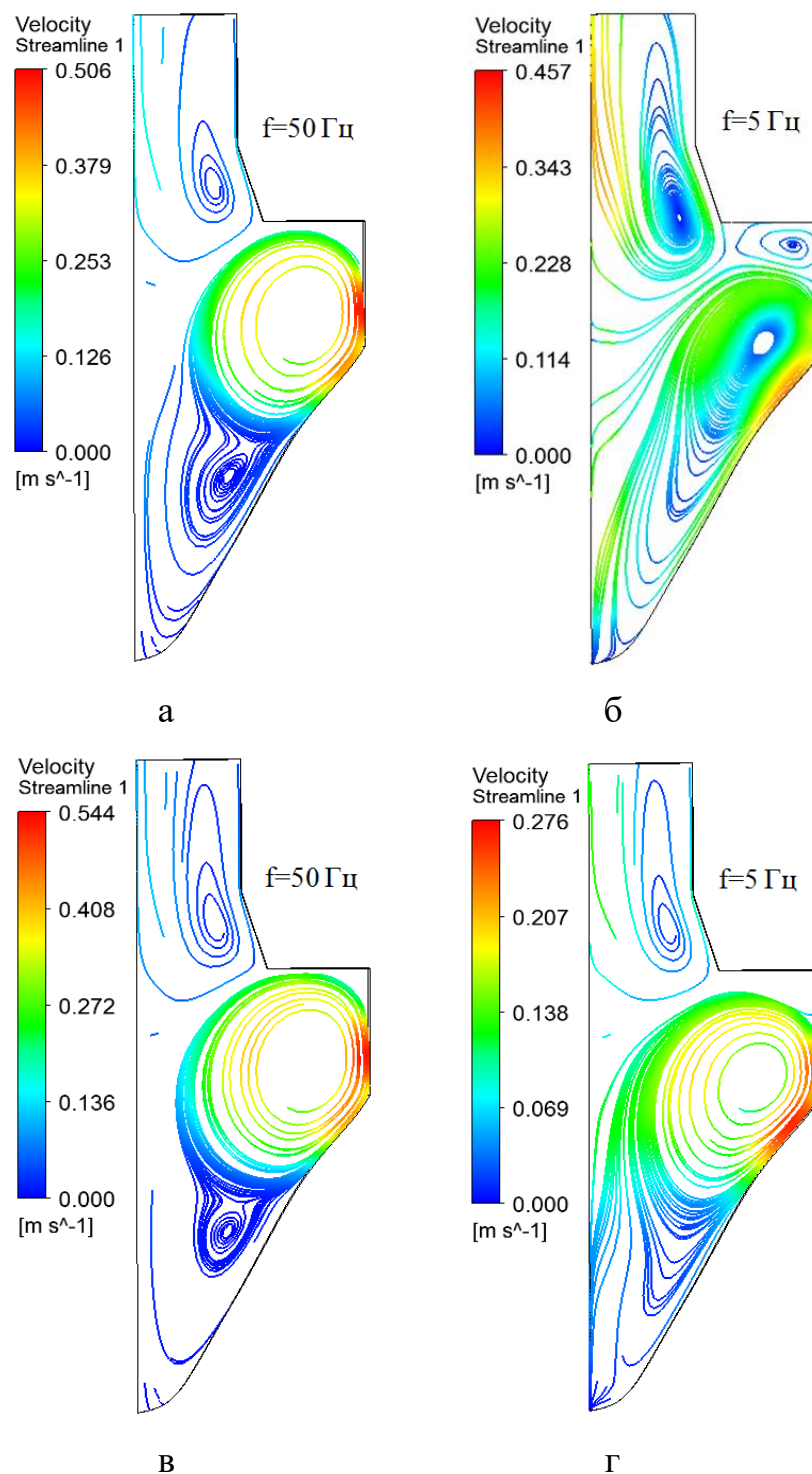 Velocity
Streamline 1
0.506
0.379
0.253
0.126
0.000
[m s^-1]
f=50 Гц
а
Velocity
Streamline 1
0.457
0.343
0.228
0.114
0.000
[m s^-1]
f=5 Гц
б
Velocity
Streamline 1
0.544
0.408
0.272
0.136
0.000
[m s^-1]
f=50 Гц
в
Velocity
Streamline 1
0.276
0.207
0.138
0.069
0.000
[m s^-1]
f=5 Гц
г